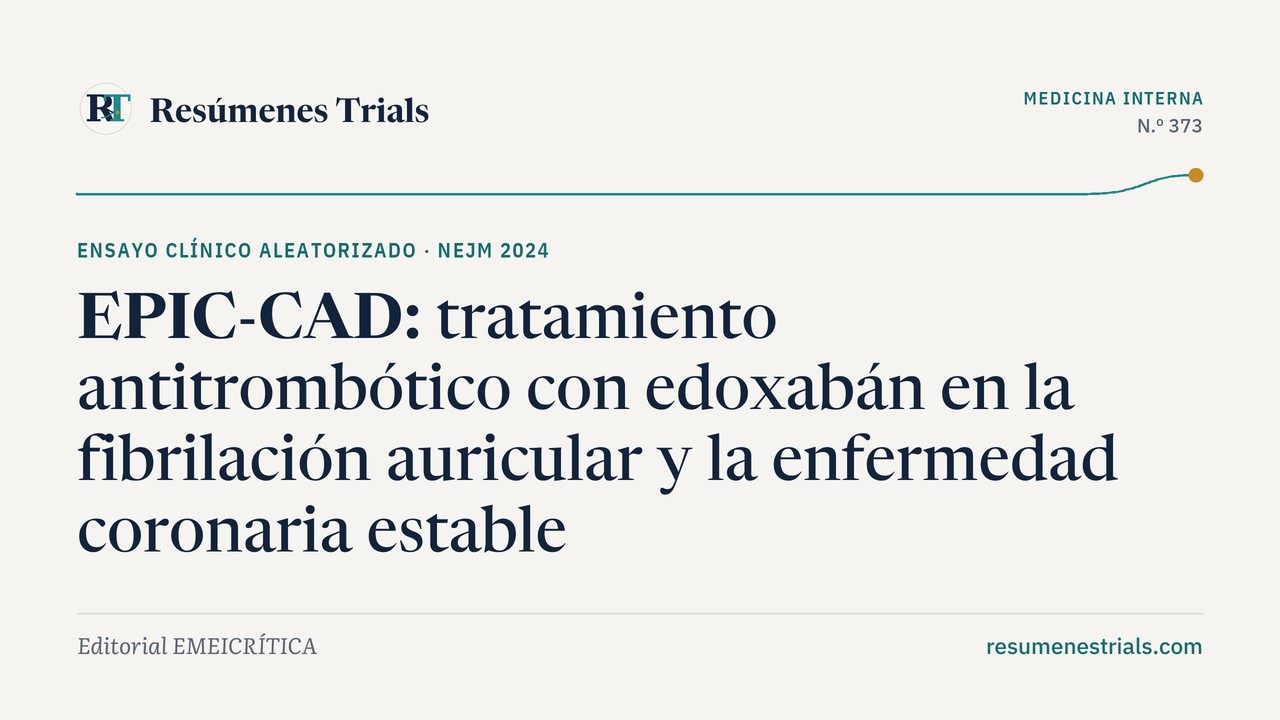 RT Resúmenes Trials
MEDICINA INTERNA
N.º 373
ENSAYO CLÍNICO ALEATORIZADO · NEJM 2024
EPIC-CAD: tratamiento
antitrombótico con edoxabán en la
fibrilación auricular y la enfermedad
coronaria estable
Editorial EMEICRÍTICA
resumenestrials.com